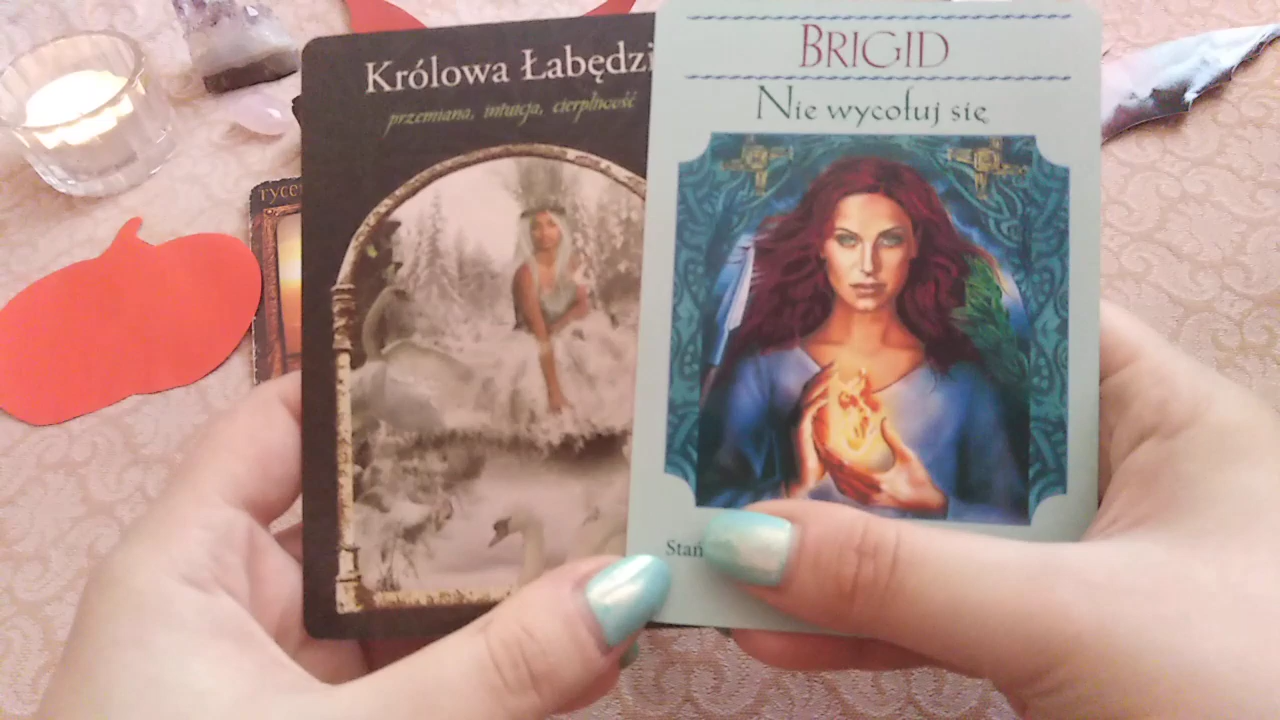 Królowa Łabędzi
przemiana, intuicja, cierpliwość
BRIGID
Nie wycofuj się
Stań